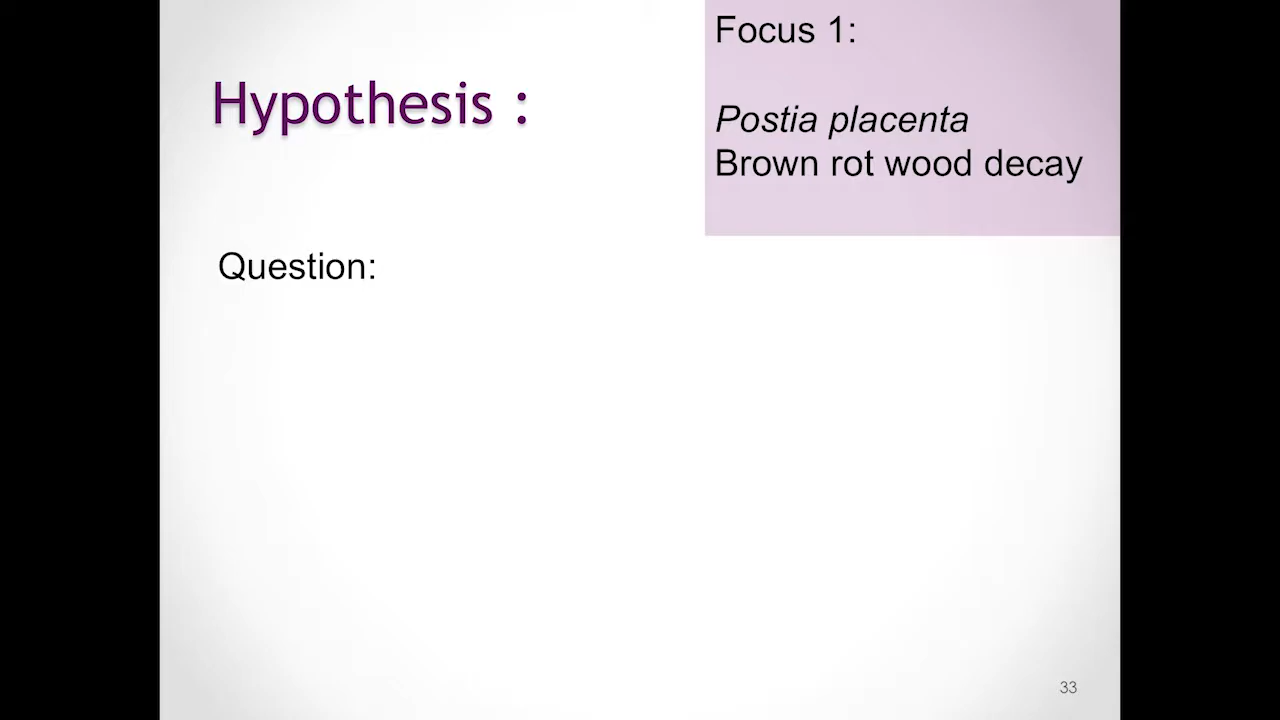 Hypothesis :
Focus 1:
Postia placenta
Brown rot wood decay
Question:
33